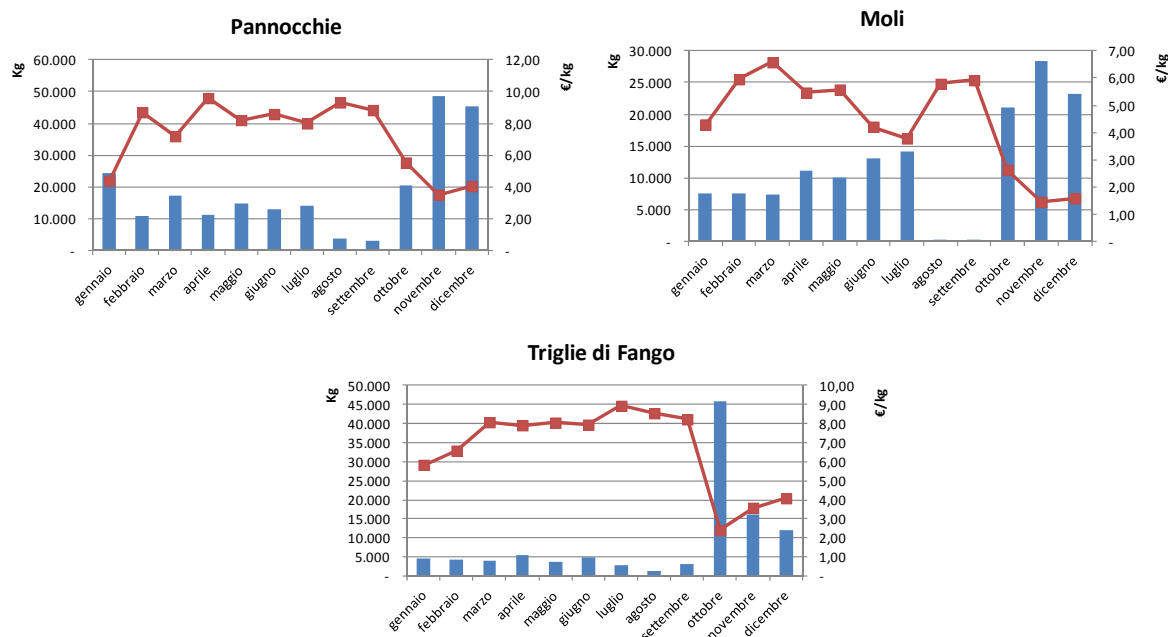 Pannocchie
Kg
€/kg
60.000
50.000
40.000
30.000
20.000
10.000
-
12,00
10,00
8,00
6,00
4,00
2,00
-
gennaio
febbraio
marzo
aprile
maggio
giugno
luglio
agosto
settembre
ottobre
novembre
dicembre
Moli
Kg
€/kg
30.000
25.000
20.000
15.000
10.000
5.000
-
7,00
6,00
5,00
4,00
3,00
2,00
1,00
-
gennaio
febbraio
marzo
aprile
maggio
giugno
luglio
agosto
settembre
ottobre
novembre
dicembre
Triglie di Fango
Kg
€/kg
50.000
45.000
40.000
35.000
30.000
25.000
20.000
15.000
10.000
5.000
-
10,00
9,00
8,00
7,00
6,00
5,00
4,00
3,00
2,00
1,00
-
gennaio
febbraio
marzo
aprile
maggio
giugno
luglio
agosto
settembre
ottobre
novembre
dicembre